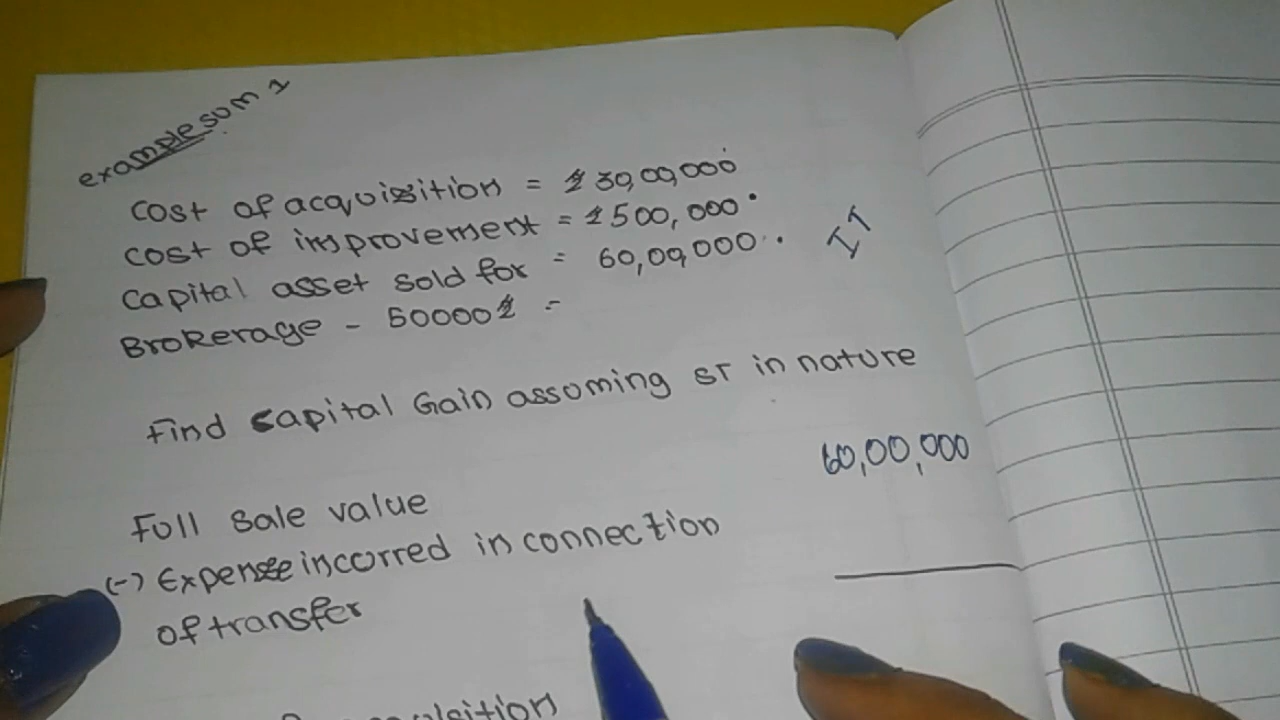 example som 1
Cost of acquisition = ₹ 30,00,000
Cost of improvement = ₹500,000
Capital asset sold for = 60,00,000
Brokerage - 50000₹ =
Find Capital Gain assuming ST in nature
60,00,000
Full Sale value
(-) Expense incurred in connection
of transfer